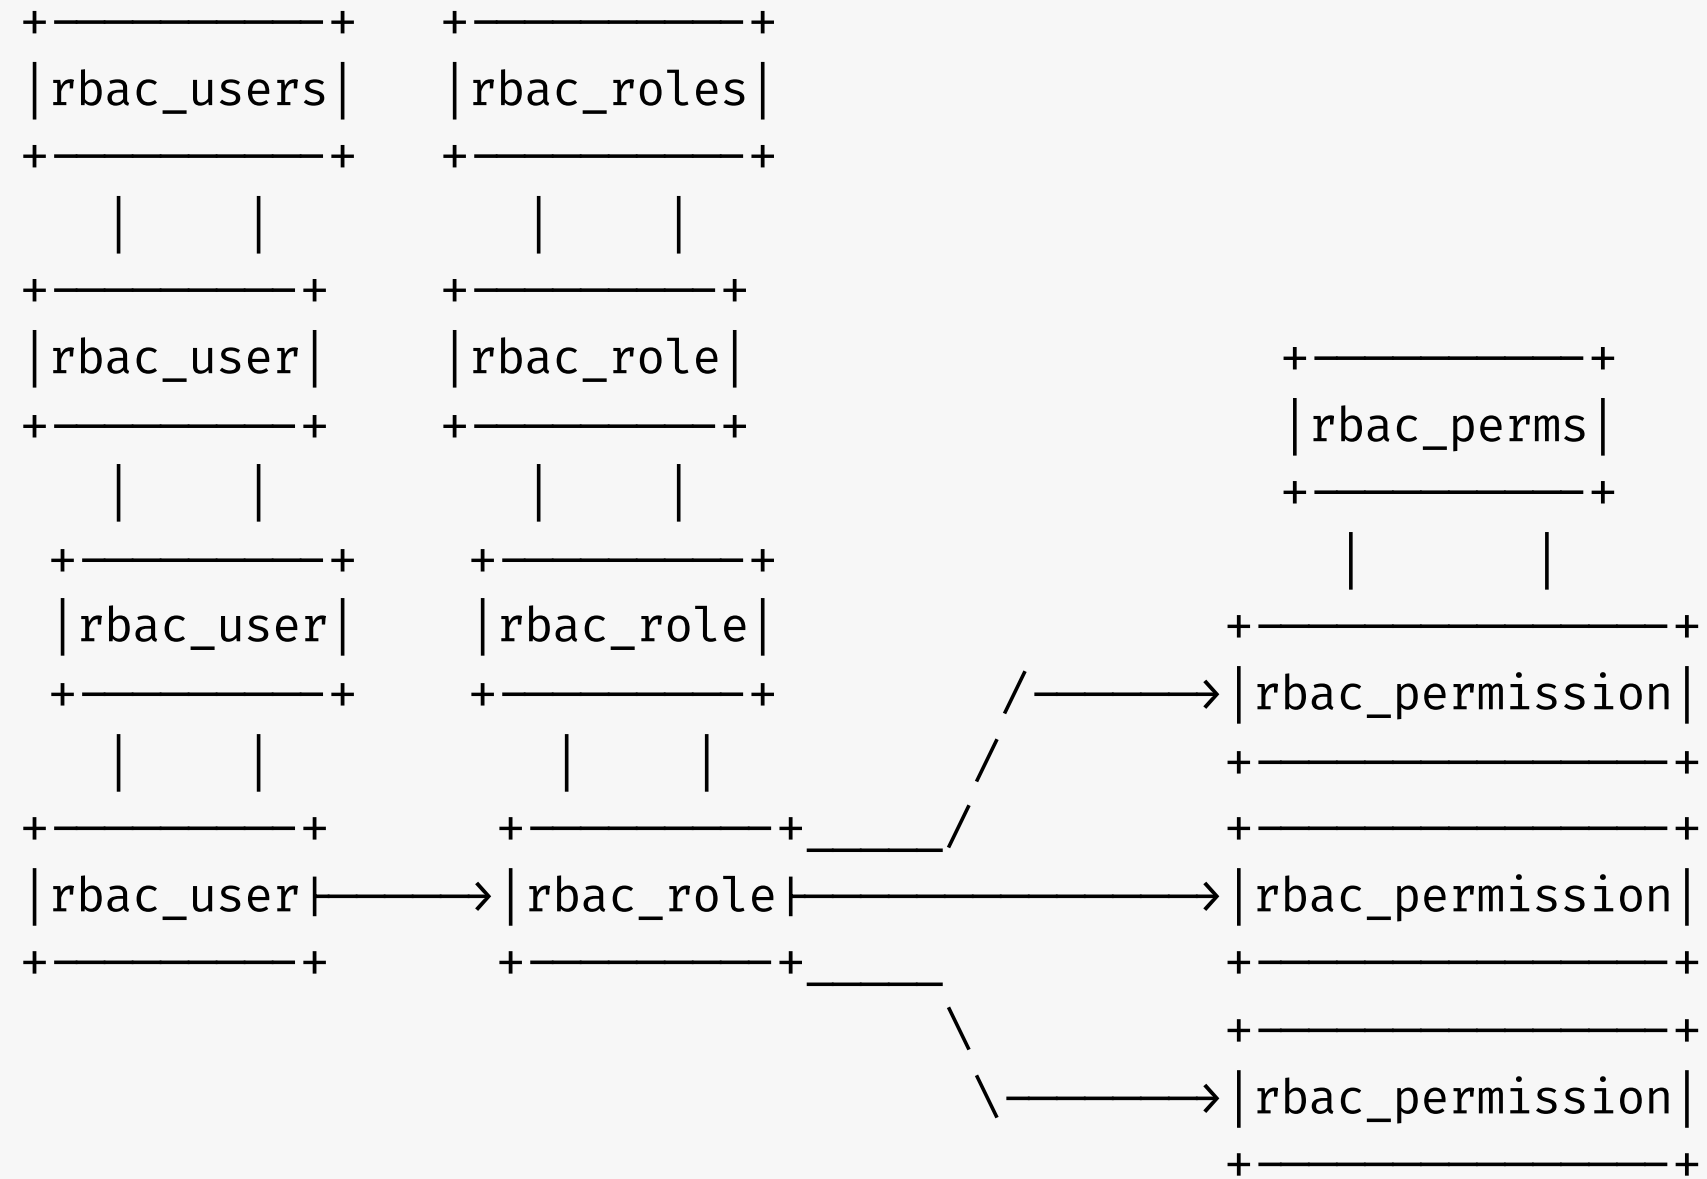 rbac_users rbac_roles
rbac_user rbac_role
rbac_perms
rbac_user rbac_role
rbac_permission
rbac_user rbac_role rbac_permission
rbac_permission